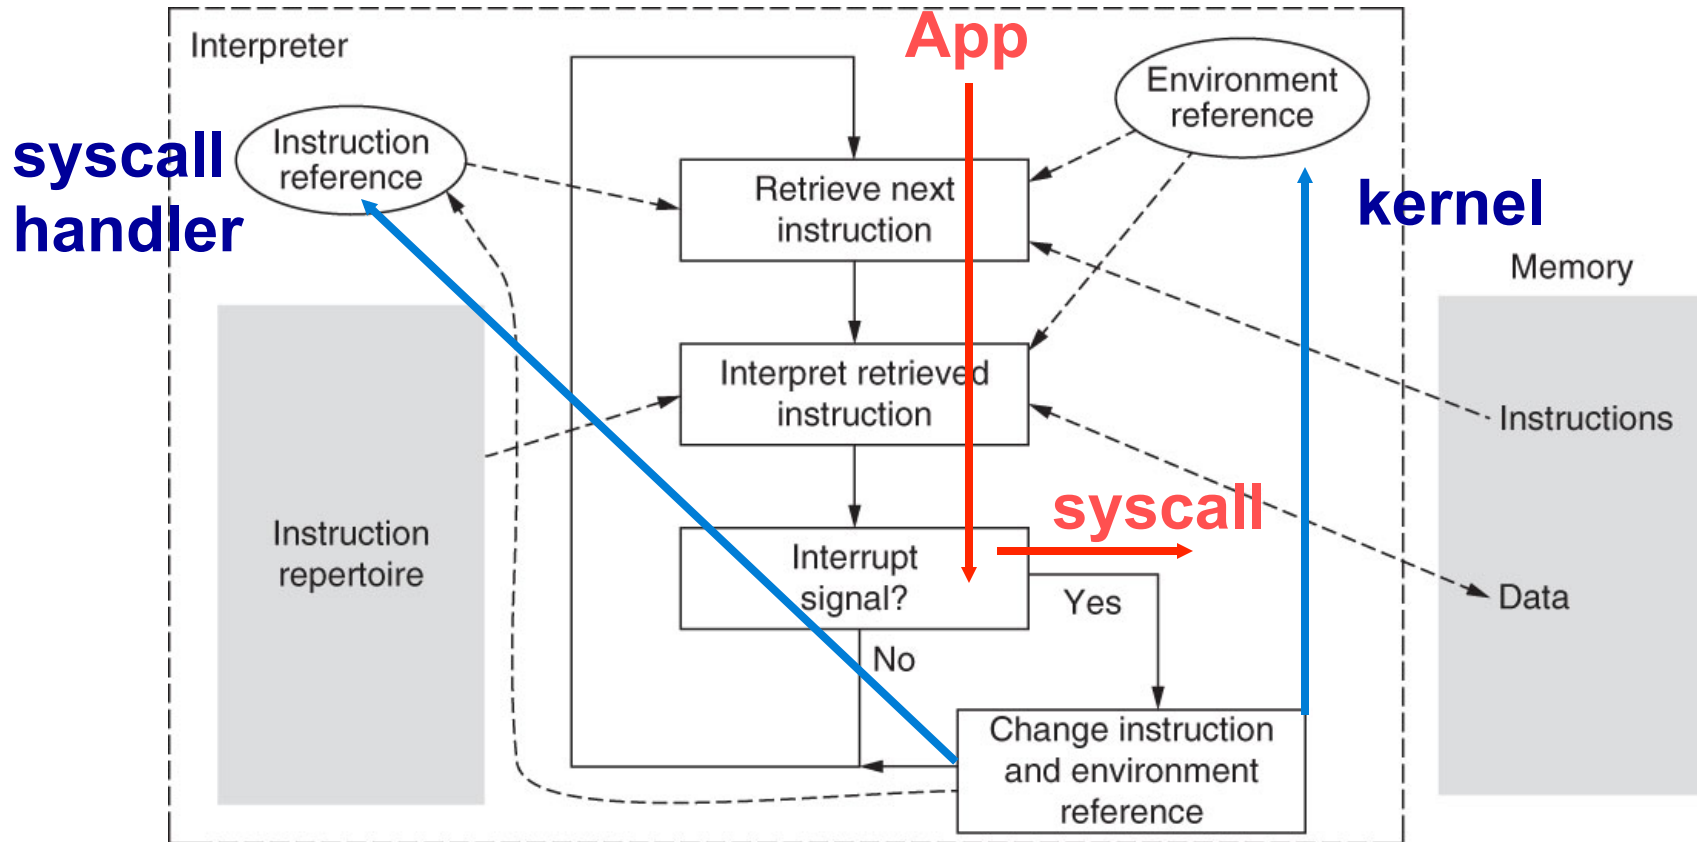 Interpreter
App
Environment
reference
syscall
handler
Instruction
reference
kernel
Retrieve next
instruction
Memory
Interpret retrieved
instruction
Instructions
syscall
Instruction
repertoire
Interrupt
signal?
Yes
Data
No
Change instruction
and environment
reference